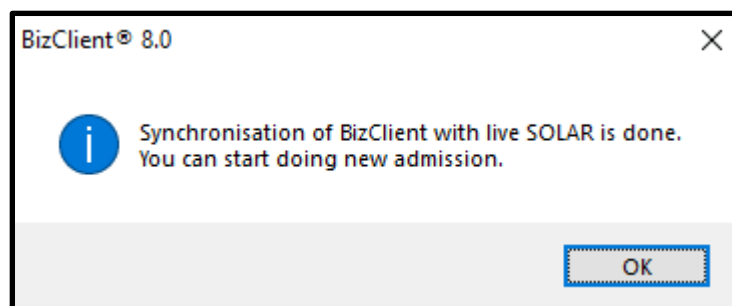 BizClient® 8.0
Synchronisation of BizClient with live SOLAR is done.
You can start doing new admission.
OK